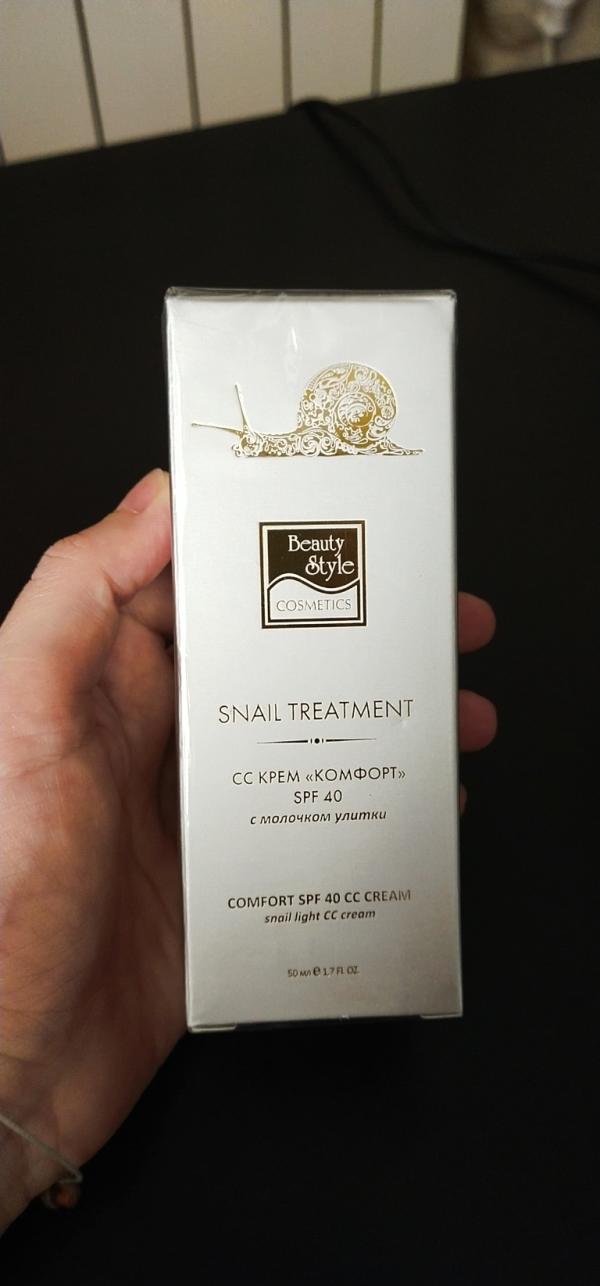 Beauty
Style
COSMETICS
SNAIL TREATMENT
СС КРЕМ «КОМФОРТ»
SPF 40
с молочком улитки
COMFORT SPF 40 CC CREAM
snail light CC cream
50 мл ℮ 1.7 FL OZ.